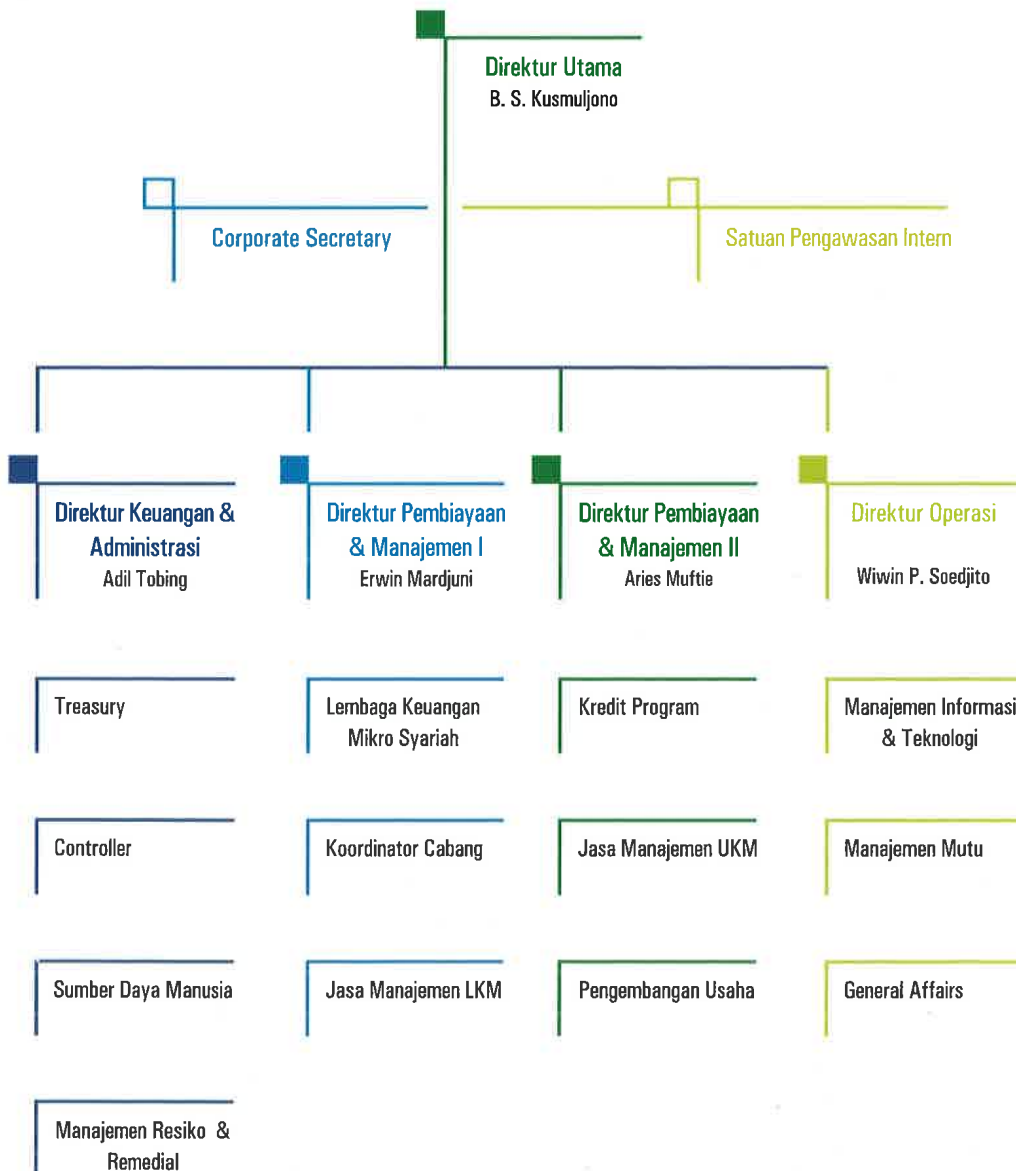 Direktur Utama
B. S. Kusmuljono
Corporate Secretary
Satuan Pengawasan Intern
Direktur Keuangan &
Administrasi
Adil Tobing
Direktur Pembiayaan
& Manajemen I
Erwin Mardjuni
Direktur Pembiayaan
& Manajemen II
Aries Muftie
Direktur Operasi
Wiwin P. Soedjito
Treasury
Lembaga Keuangan
Mikro Syariah
Kredit Program
Manajemen Informasi
& Teknologi
Controller
Koordinator Cabang
Jasa Manajemen UKM
Manajemen Mutu
Sumber Daya Manusia
Jasa Manajemen LKM
Pengembangan Usaha
General Affairs
Manajemen Resiko &
Remedial